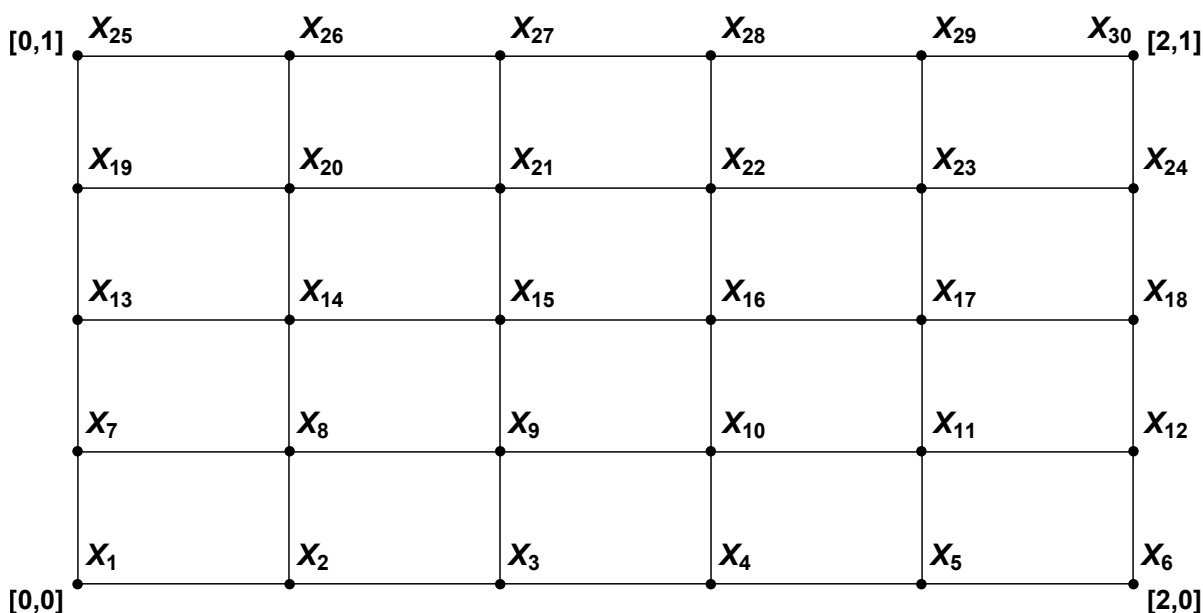 [0,1] X25 X26 X27 X28 X29 X30 [2,1]
X19 X20 X21 X22 X23 X24
X13 X14 X15 X16 X17 X18
X7 X8 X9 X10 X11 X12
X1 X2 X3 X4 X5 X6
[0,0] [2,0]